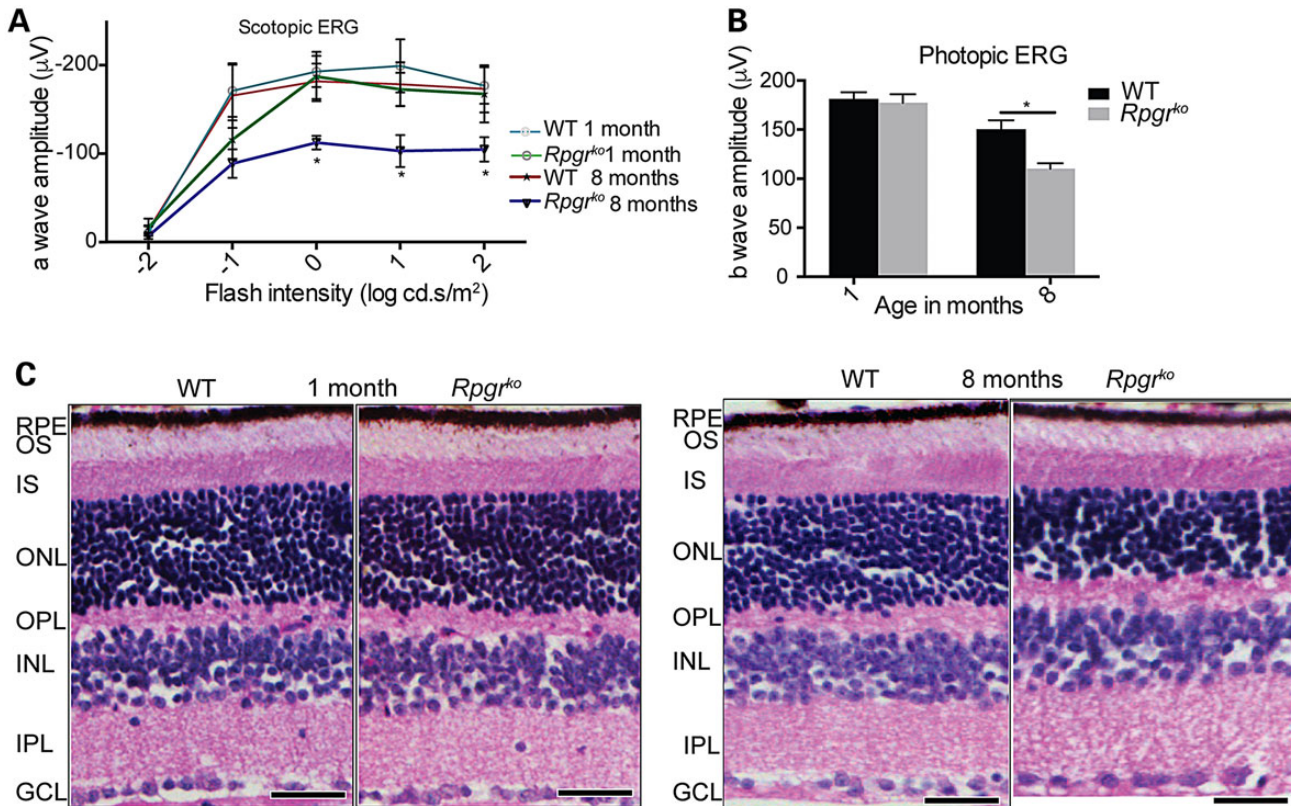 A
Scotopic ERG
a wave amplitude (µV)
-200
-100
0
-2
-1
0
1
2
Flash intensity (log cd.s/m²)
*
*
*
WT 1 month
Rpgrᵏᵒ1 month
WT 8 months
Rpgrᵏᵒ 8 months
B
Photopic ERG
b wave amplitude (µV)
200
150
100
50
0
1
8
Age in months
*
WT
Rpgrᵏᵒ
C
WT 1 month Rpgrᵏᵒ
RPE
OS
IS
ONL
OPL
INL
IPL
GCL
WT 8 months Rpgrᵏᵒ
RPE
OS
IS
ONL
OPL
INL
IPL
GCL